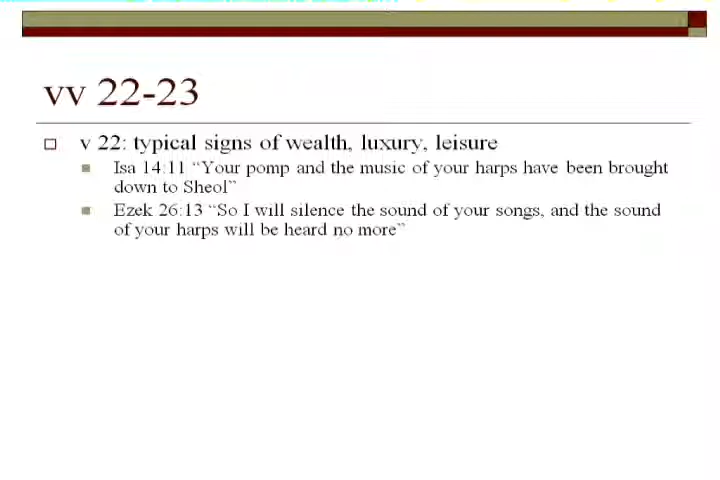 vv 22-23
v 22: typical signs of wealth, luxury, leisure
Isa 14:11 “Your pomp and the music of your harps have been brought
down to Sheol”
Ezek 26:13 “So I will silence the sound of your songs, and the sound
of your harps will be heard no more”